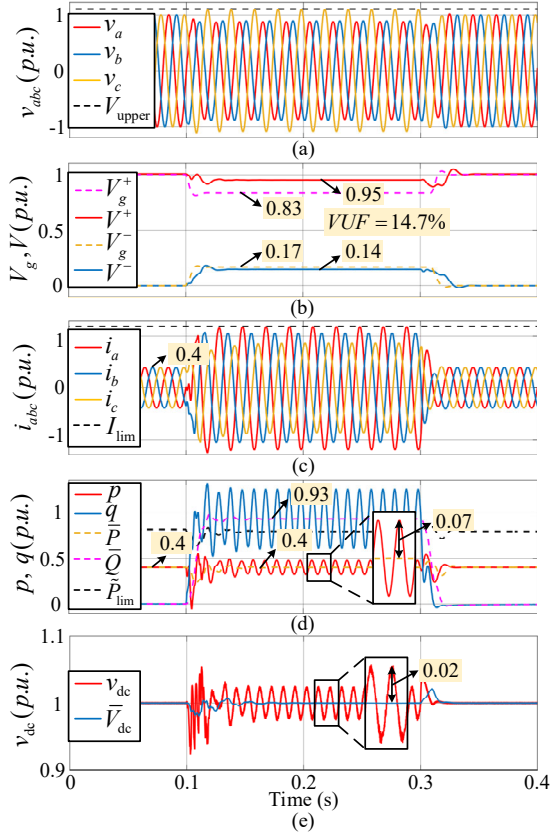 v_abc (p.u.)
1
0
-1
v_a
v_b
v_c
V_upper
(a)
V_g, V (p.u.)
1
0.5
0
V_g^+
V^+
V_g^-
V^-
0.83
0.95
VUF = 14.7%
0.17
0.14
(b)
i_abc (p.u.)
1
0
-1
0.4
i_a
i_b
i_c
I_lim
(c)
p, q (p.u.)
1
0.5
0
p
q
P̄
Q̄
P̃_lim
0.4
0.93
0.4
0.07
(d)
v_dc (p.u.)
1.1
1
0.9
v_dc
V̄_dc
0.02
0 0.1 0.2 0.3 0.4
Time (s)
(e)